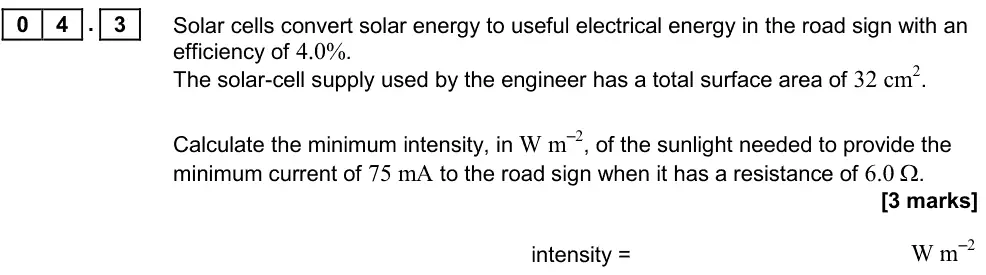 04.3 Solar cells convert solar energy to useful electrical energy in the road sign with an
efficiency of 4.0%.
The solar-cell supply used by the engineer has a total surface area of 32 cm².
Calculate the minimum intensity, in W m⁻², of the sunlight needed to provide the
minimum current of 75 mA to the road sign when it has a resistance of 6.0 Ω.
[3 marks]
intensity = W m⁻²